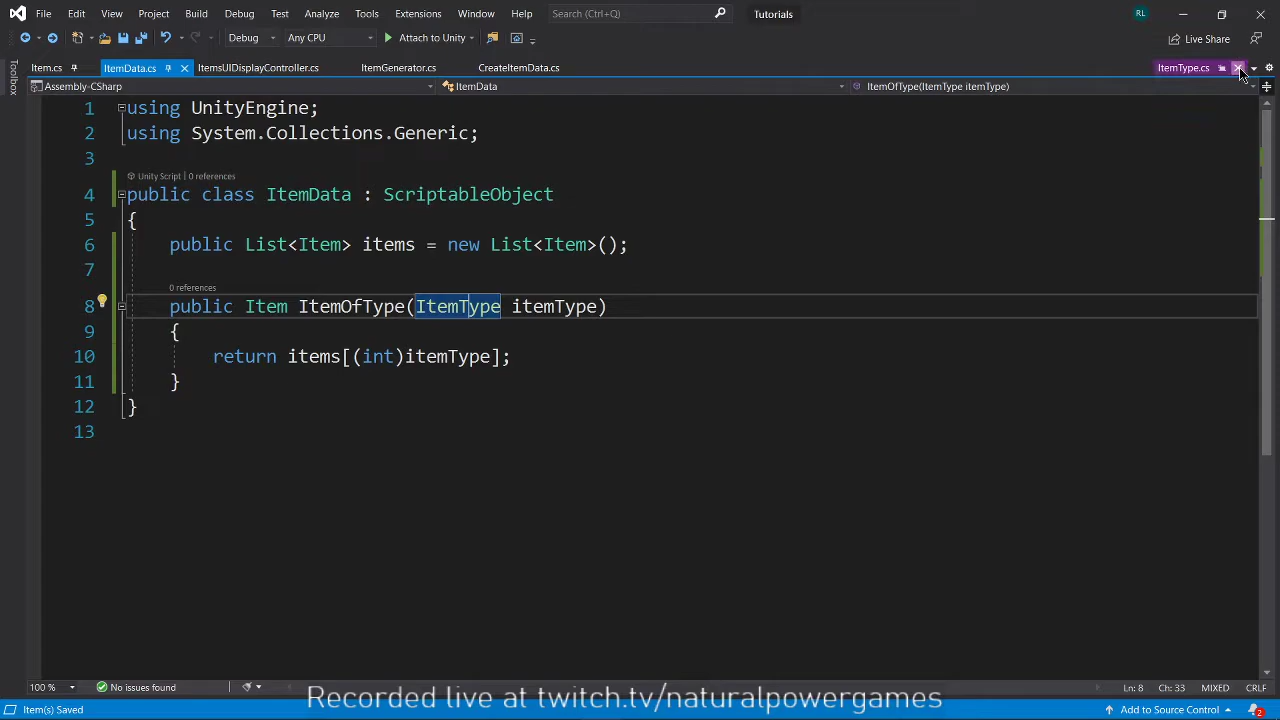 File Edit View Project Build Debug Test Analyze Tools Extensions Window Help Search (Ctrl+Q) Tutorials RL
Debug Any CPU Attach to Unity Live Share
Item.cs ItemData.cs ItemsUIDisplayController.cs ItemGenerator.cs CreateItemData.cs ItemType.cs
Toolbox
Assembly-CSharp ItemData ItemOfType(ItemType itemType)
1 using UnityEngine;
2 using System.Collections.Generic;
3
Unity Script | 0 references
4 public class ItemData : ScriptableObject
5 {
6 public List<Item> items = new List<Item>();
7
0 references
8 public Item ItemOfType(ItemType itemType)
9 {
10 return items[(int)itemType];
11 }
12 }
13
100 % No issues found Ln: 8 Ch: 33 MIXED CRLF
Recorded live at twitch.tv/naturalpowergames
Item(s) Saved Add to Source Control 2